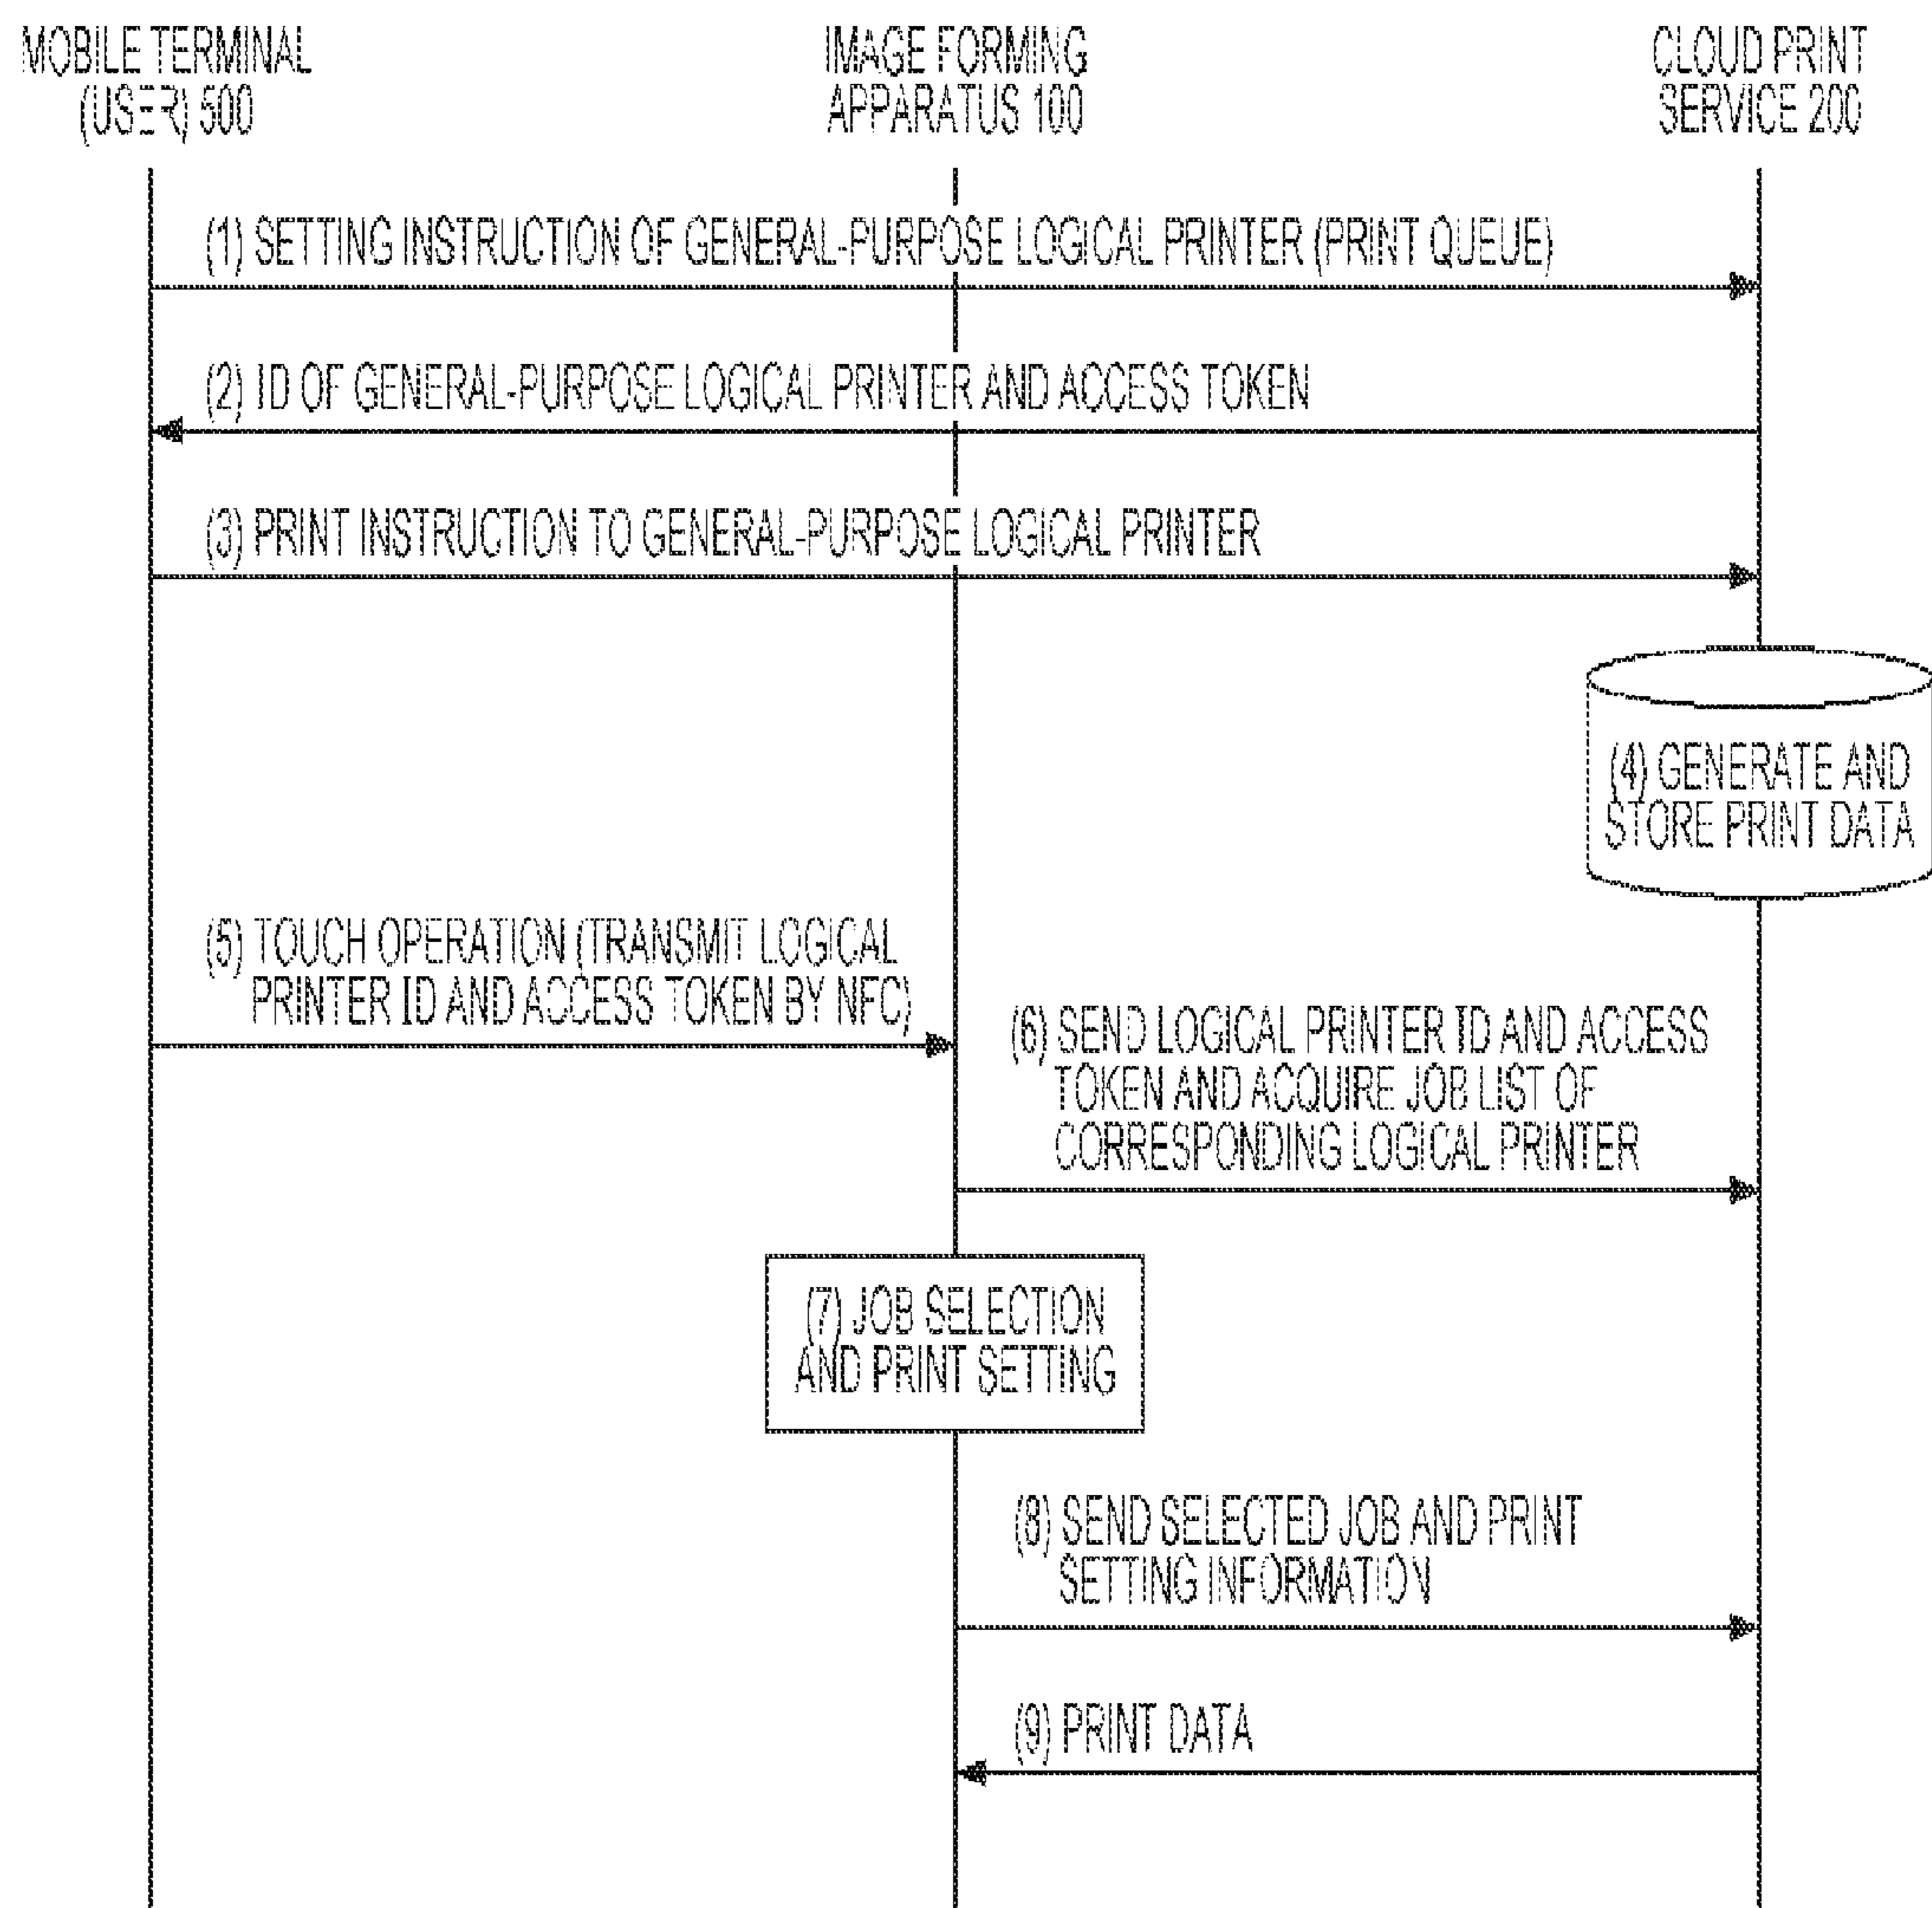 MOBILE TERMINAL
(USER) 500
IMAGE FORMING
APPARATUS 100
CLOUD PRINT
SERVICE 200
(1) SETTING INSTRUCTION OF GENERAL-PURPOSE LOGICAL PRINTER (PRINT QUEUE)
(2) ID OF GENERAL-PURPOSE LOGICAL PRINTER AND ACCESS TOKEN
(3) PRINT INSTRUCTION TO GENERAL-PURPOSE LOGICAL PRINTER
(4) GENERATE AND
STORE PRINT DATA
(5) TOUCH OPERATION (TRANSMIT LOGICAL
PRINTER ID AND ACCESS TOKEN BY NFC)
(6) SEND LOGICAL PRINTER ID AND ACCESS
TOKEN AND ACQUIRE JOB LIST OF
CORRESPONDING LOGICAL PRINTER
(7) JOB SELECTION
AND PRINT SETTING
(8) SEND SELECTED JOB AND PRINT
SETTING INFORMATION
(9) PRINT DATA